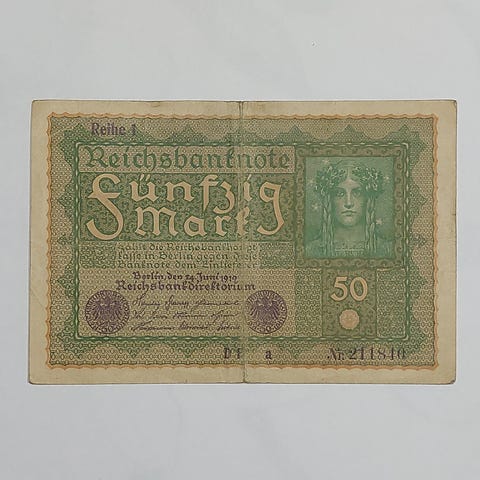 Reihe 1
Reichsbanknote
Fünfzig
Mark
zahlt die Reichsbankhaupt
kasse in Berlin gegen diese
Banknote dem Einlieferer
Berlin, den 24. Juni 1919
Reichsbankdirektorium
50
D1 a Nr. 211840